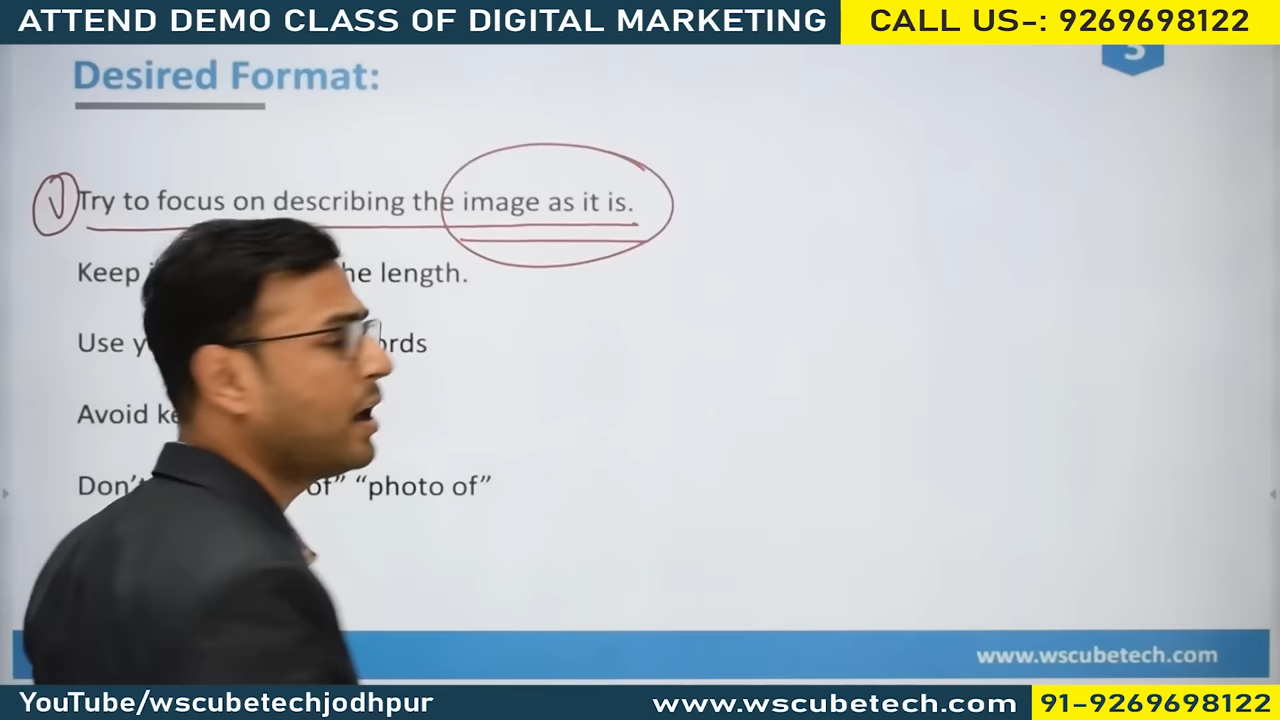 ATTEND DEMO CLASS OF DIGITAL MARKETING
CALL US-: 9269698122
3
Desired Format:
Try to focus on describing the image as it is.
Keep he length.
Use
Avoid
Don't of” “photo of”
www.wscubetech.com
YouTube/wscubetechjodhpur
www.wscubetech.com
91-9269698122